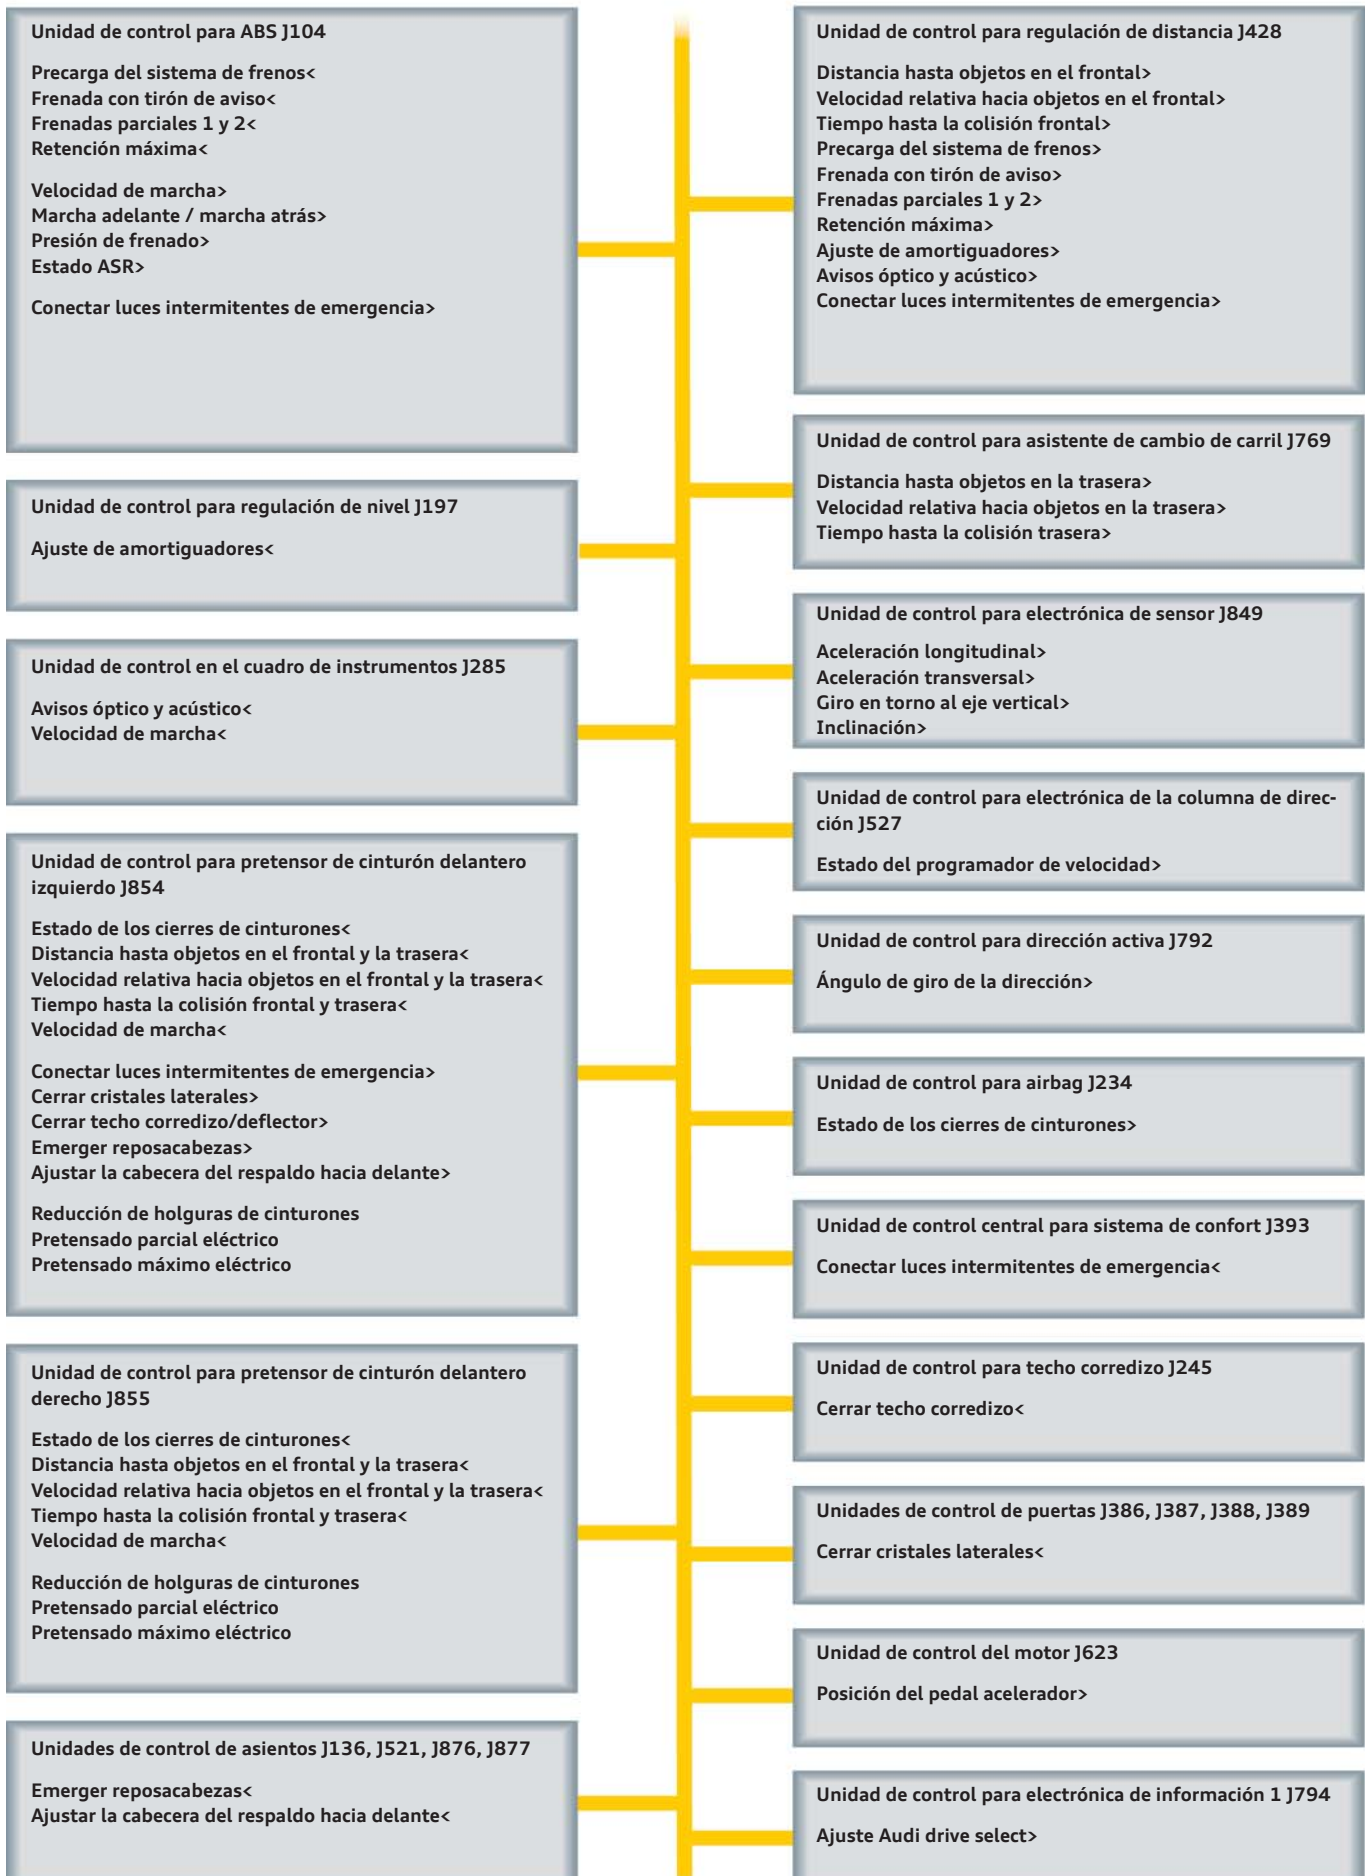 Unidad de control para ABS J104
Precarga del sistema de frenos<
Frenada con tirón de aviso<
Frenadas parciales 1 y 2<
Retención máxima<
Velocidad de marcha>
Marcha adelante / marcha atrás>
Presión de frenado>
Estado ASR>
Conectar luces intermitentes de emergencia>
Unidad de control para regulación de nivel J197
Ajuste de amortiguadores<
Unidad de control en el cuadro de instrumentos J285
Avisos óptico y acústico<
Velocidad de marcha<
Unidad de control para pretensor de cinturón delantero
izquierdo J854
Estado de los cierres de cinturones<
Distancia hasta objetos en el frontal y la trasera<
Velocidad relativa hacia objetos en el frontal y la trasera<
Tiempo hasta la colisión frontal y trasera<
Velocidad de marcha<
Conectar luces intermitentes de emergencia>
Cerrar cristales laterales>
Cerrar techo corredizo/deflector>
Emerger reposacabezas>
Ajustar la cabecera del respaldo hacia delante>
Reducción de holguras de cinturones
Pretensado parcial eléctrico
Pretensado máximo eléctrico
Unidad de control para pretensor de cinturón delantero
derecho J855
Estado de los cierres de cinturones<
Distancia hasta objetos en el frontal y la trasera<
Velocidad relativa hacia objetos en el frontal y la trasera<
Tiempo hasta la colisión frontal y trasera<
Velocidad de marcha<
Reducción de holguras de cinturones
Pretensado parcial eléctrico
Pretensado máximo eléctrico
Unidades de control de asientos J136, J521, J876, J877
Emerger reposacabezas<
Ajustar la cabecera del respaldo hacia delante<
Unidad de control para regulación de distancia J428
Distancia hasta objetos en el frontal>
Velocidad relativa hacia objetos en el frontal>
Tiempo hasta la colisión frontal>
Precarga del sistema de frenos>
Frenada con tirón de aviso>
Frenadas parciales 1 y 2>
Retención máxima>
Ajuste de amortiguadores>
Avisos óptico y acústico>
Conectar luces intermitentes de emergencia>
Unidad de control para asistente de cambio de carril J769
Distancia hasta objetos en la trasera>
Velocidad relativa hacia objetos en la trasera>
Tiempo hasta la colisión trasera>
Unidad de control para electrónica de sensor J849
Aceleración longitudinal>
Aceleración transversal>
Giro en torno al eje vertical>
Inclinación>
Unidad de control para electrónica de la columna de direc-
ción J527
Estado del programador de velocidad>
Unidad de control para dirección activa J792
Ángulo de giro de la dirección>
Unidad de control para airbag J234
Estado de los cierres de cinturones>
Unidad de control central para sistema de confort J393
Conectar luces intermitentes de emergencia<
Unidad de control para techo corredizo J245
Cerrar techo corredizo<
Unidades de control de puertas J386, J387, J388, J389
Cerrar cristales laterales<
Unidad de control del motor J623
Posición del pedal acelerador>
Unidad de control para electrónica de información 1 J794
Ajuste Audi drive select>